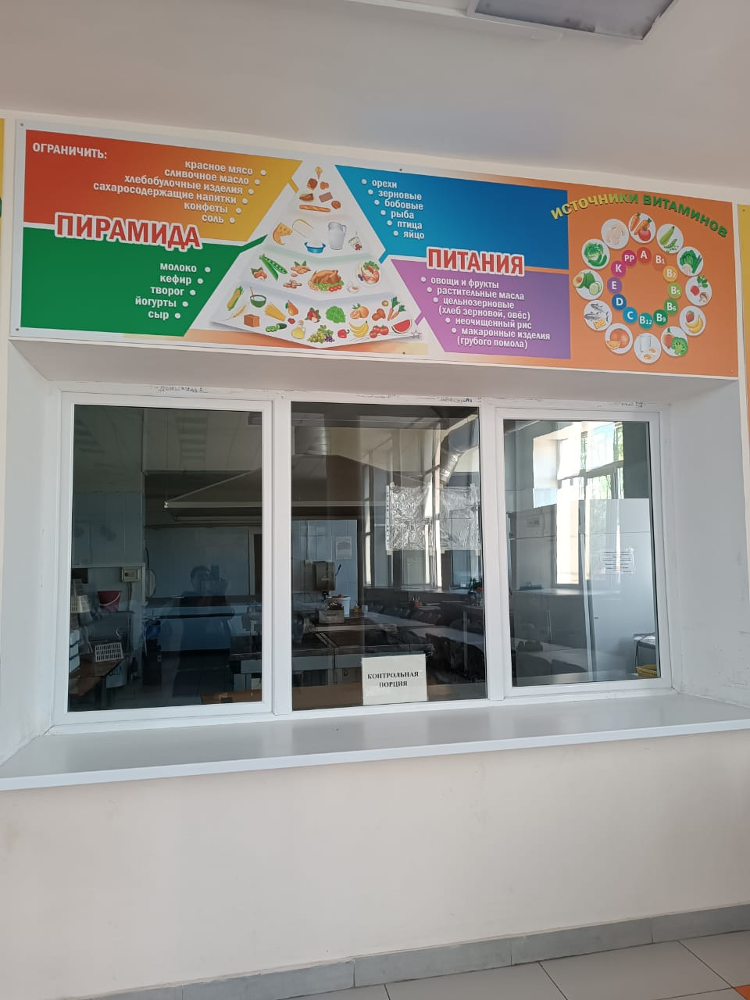 ОГРАНИЧИТЬ:
красное мясо
сливочное масло
хлебобулочные изделия
сахаросодержащие напитки
конфеты
соль
ПИРАМИДА
молоко
кефир
творог
йогурты
сыр
орехи
зерновые
бобовые
рыба
птица
яйцо
ПИТАНИЯ
овощи и фрукты
растительные масла
цельнозерновые
(хлеб зерновой, овёс)
неочищенный рис
макаронные изделия
(грубого помола)
ИСТОЧНИКИ ВИТАМИНОВ
A
B1
B2
B5
B6
B9
B12
C
D
E
K
PP
КОНТРОЛЬНАЯ
ПОРЦИЯ